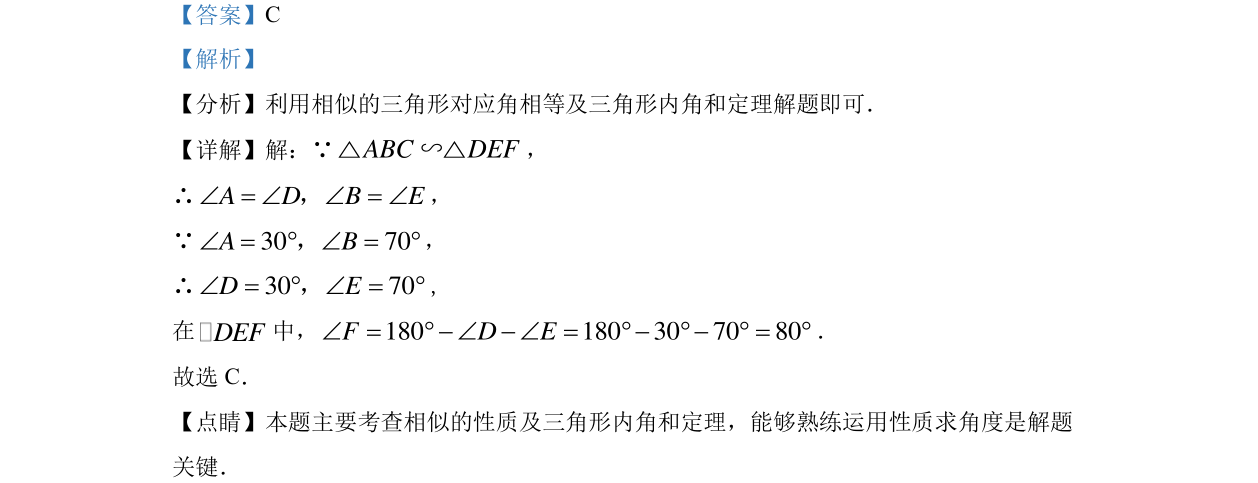 【答案】C
【解析】
【分析】利用相似的三角形对应角相等及三角形内角和定理解题即可．
【详解】解：∵△ABC∽△DEF，
∴∠A=∠D，∠B=∠E，
∵∠A=30°，∠B=70°，
∴∠D=30°，∠E=70°，
在□DEF中，∠F=180°−∠D−∠E=180°−30°−70°=80°．
故选 C．
【点睛】本题主要考查相似的性质及三角形内角和定理，能够熟练运用性质求角度是解题
关键．